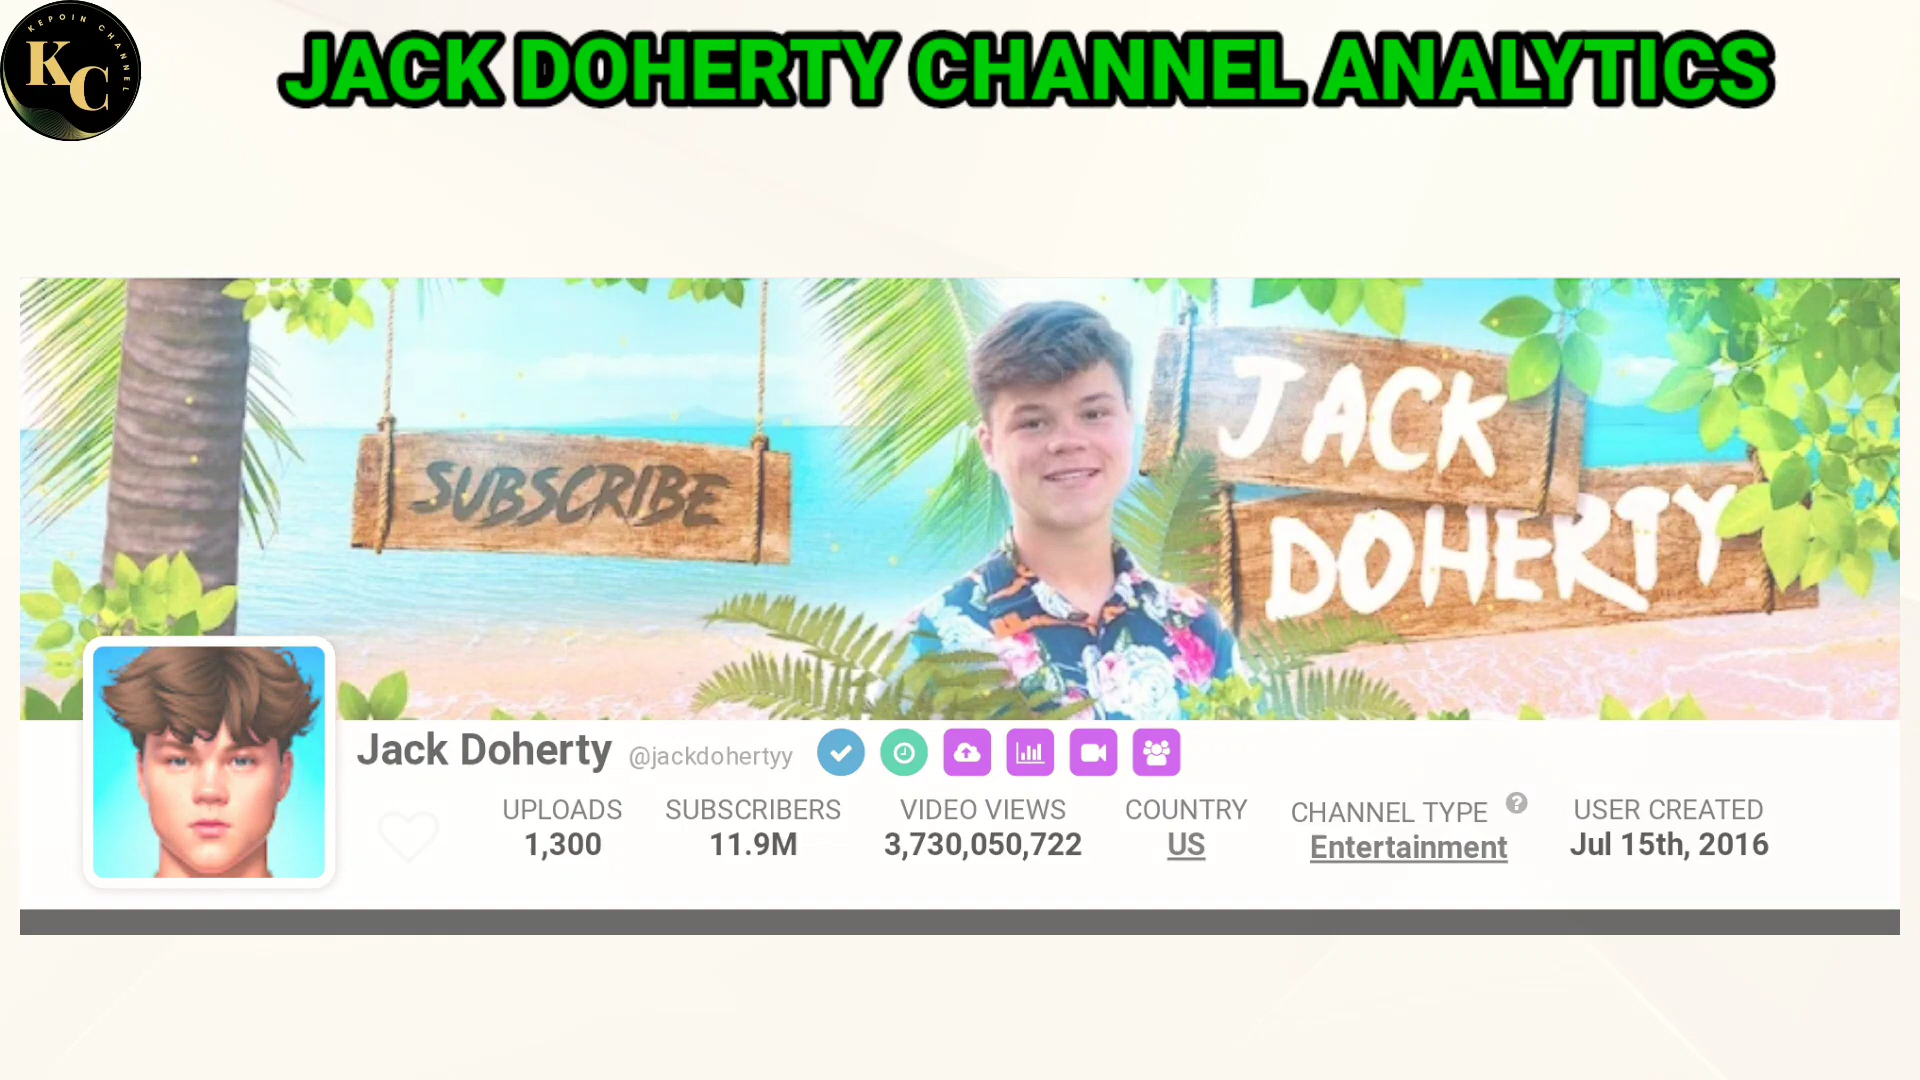 KEPOIN CHANNEL
KC
JACK DOHERTY CHANNEL ANALYTICS
SUBSCRIBE
JACK
DOHERTY
Jack Doherty @jackdohertyy
UPLOADS SUBSCRIBERS VIDEO VIEWS COUNTRY CHANNEL TYPE ? USER CREATED
1,300 11.9M 3,730,050,722 US Entertainment Jul 15th, 2016